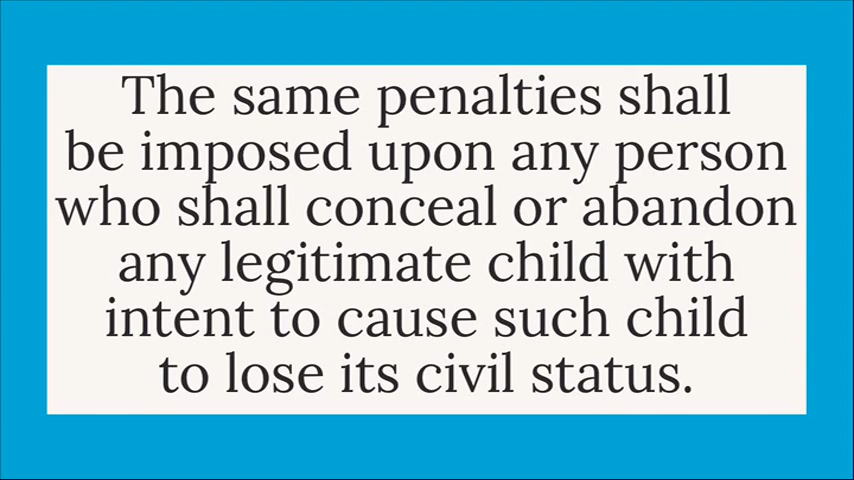 The same penalties shall
be imposed upon any person
who shall conceal or abandon
any legitimate child with
intent to cause such child
to lose its civil status.